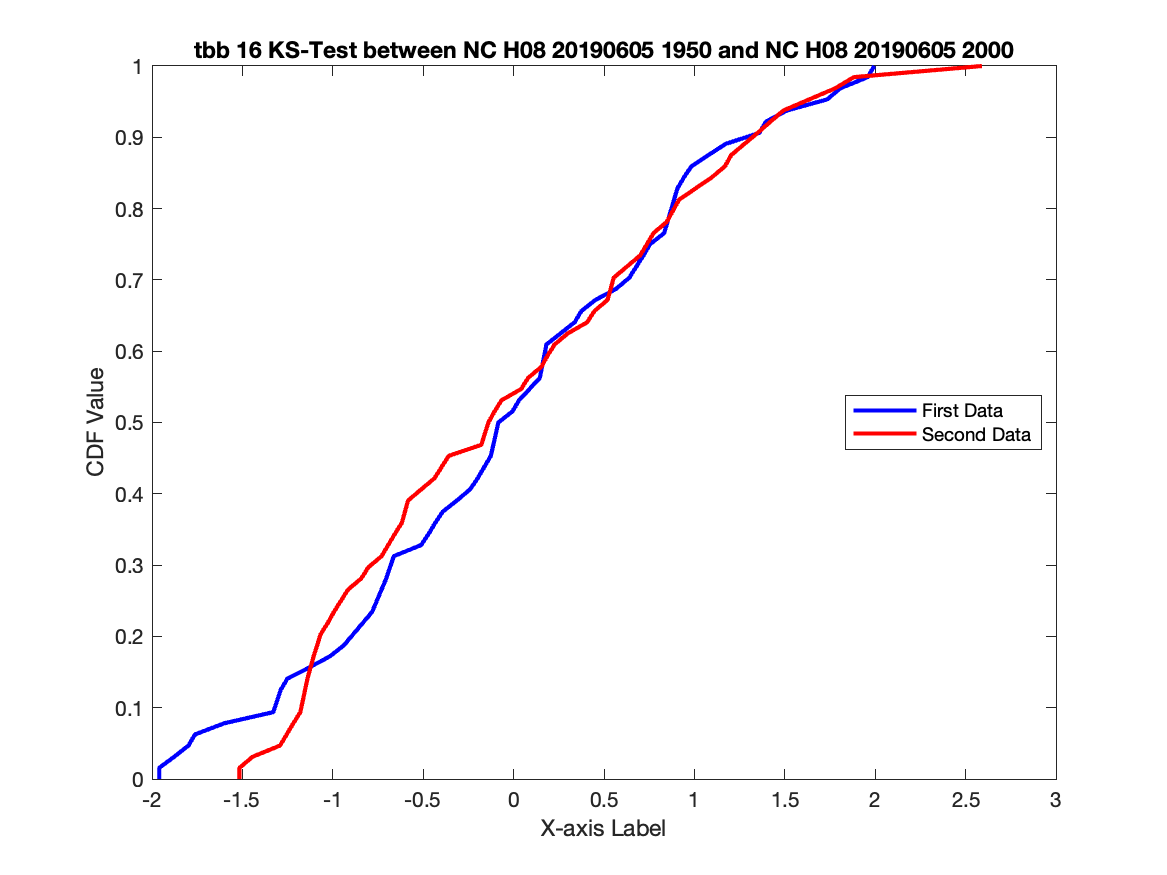 tbb 16 KS-Test between NC H08 20190605 1950 and NC H08 20190605 2000
1
0.9
0.8
0.7
0.6
0.5
0.4
0.3
0.2
0.1
0
CDF Value
First Data
Second Data
-2 -1.5 -1 -0.5 0 0.5 1 1.5 2 2.5 3
X-axis Label